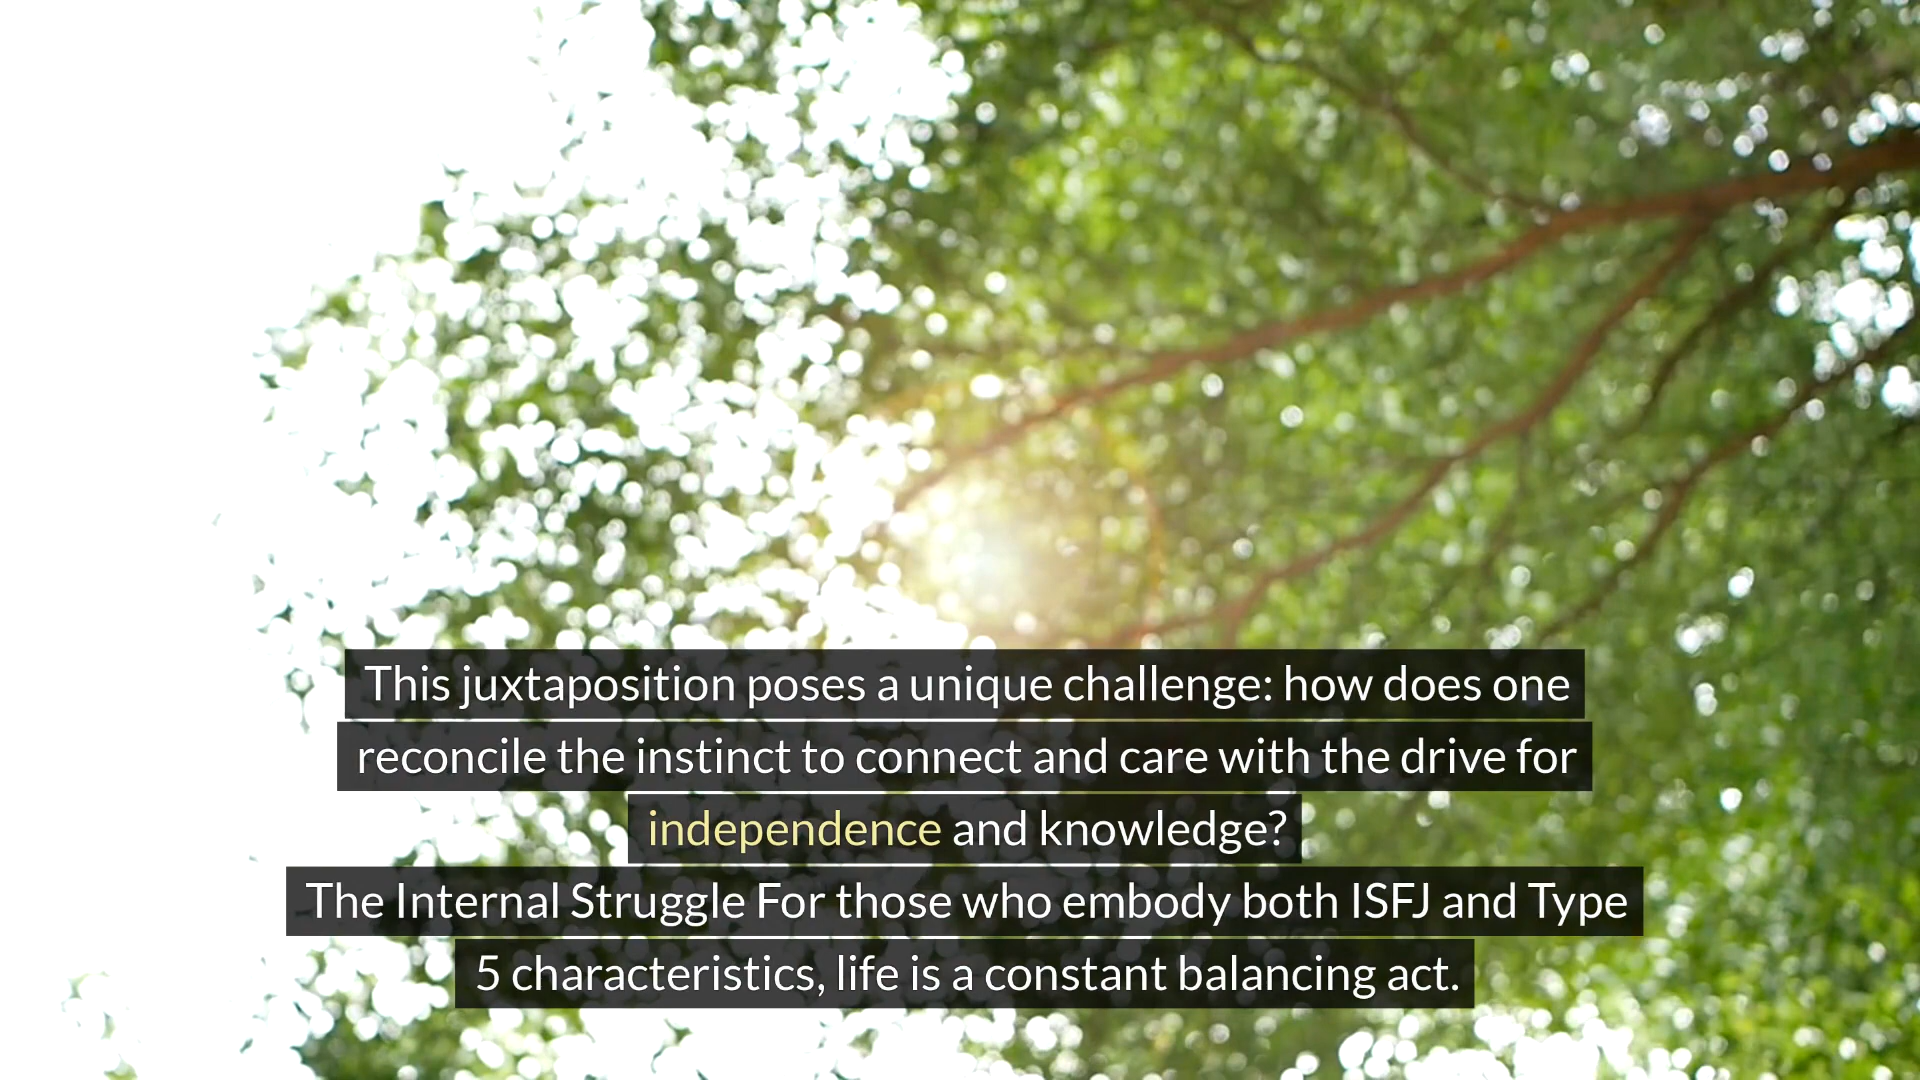 This juxtaposition poses a unique challenge: how does one
reconcile the instinct to connect and care with the drive for
independence and knowledge?
The Internal Struggle For those who embody both ISFJ and Type
5 characteristics, life is a constant balancing act.